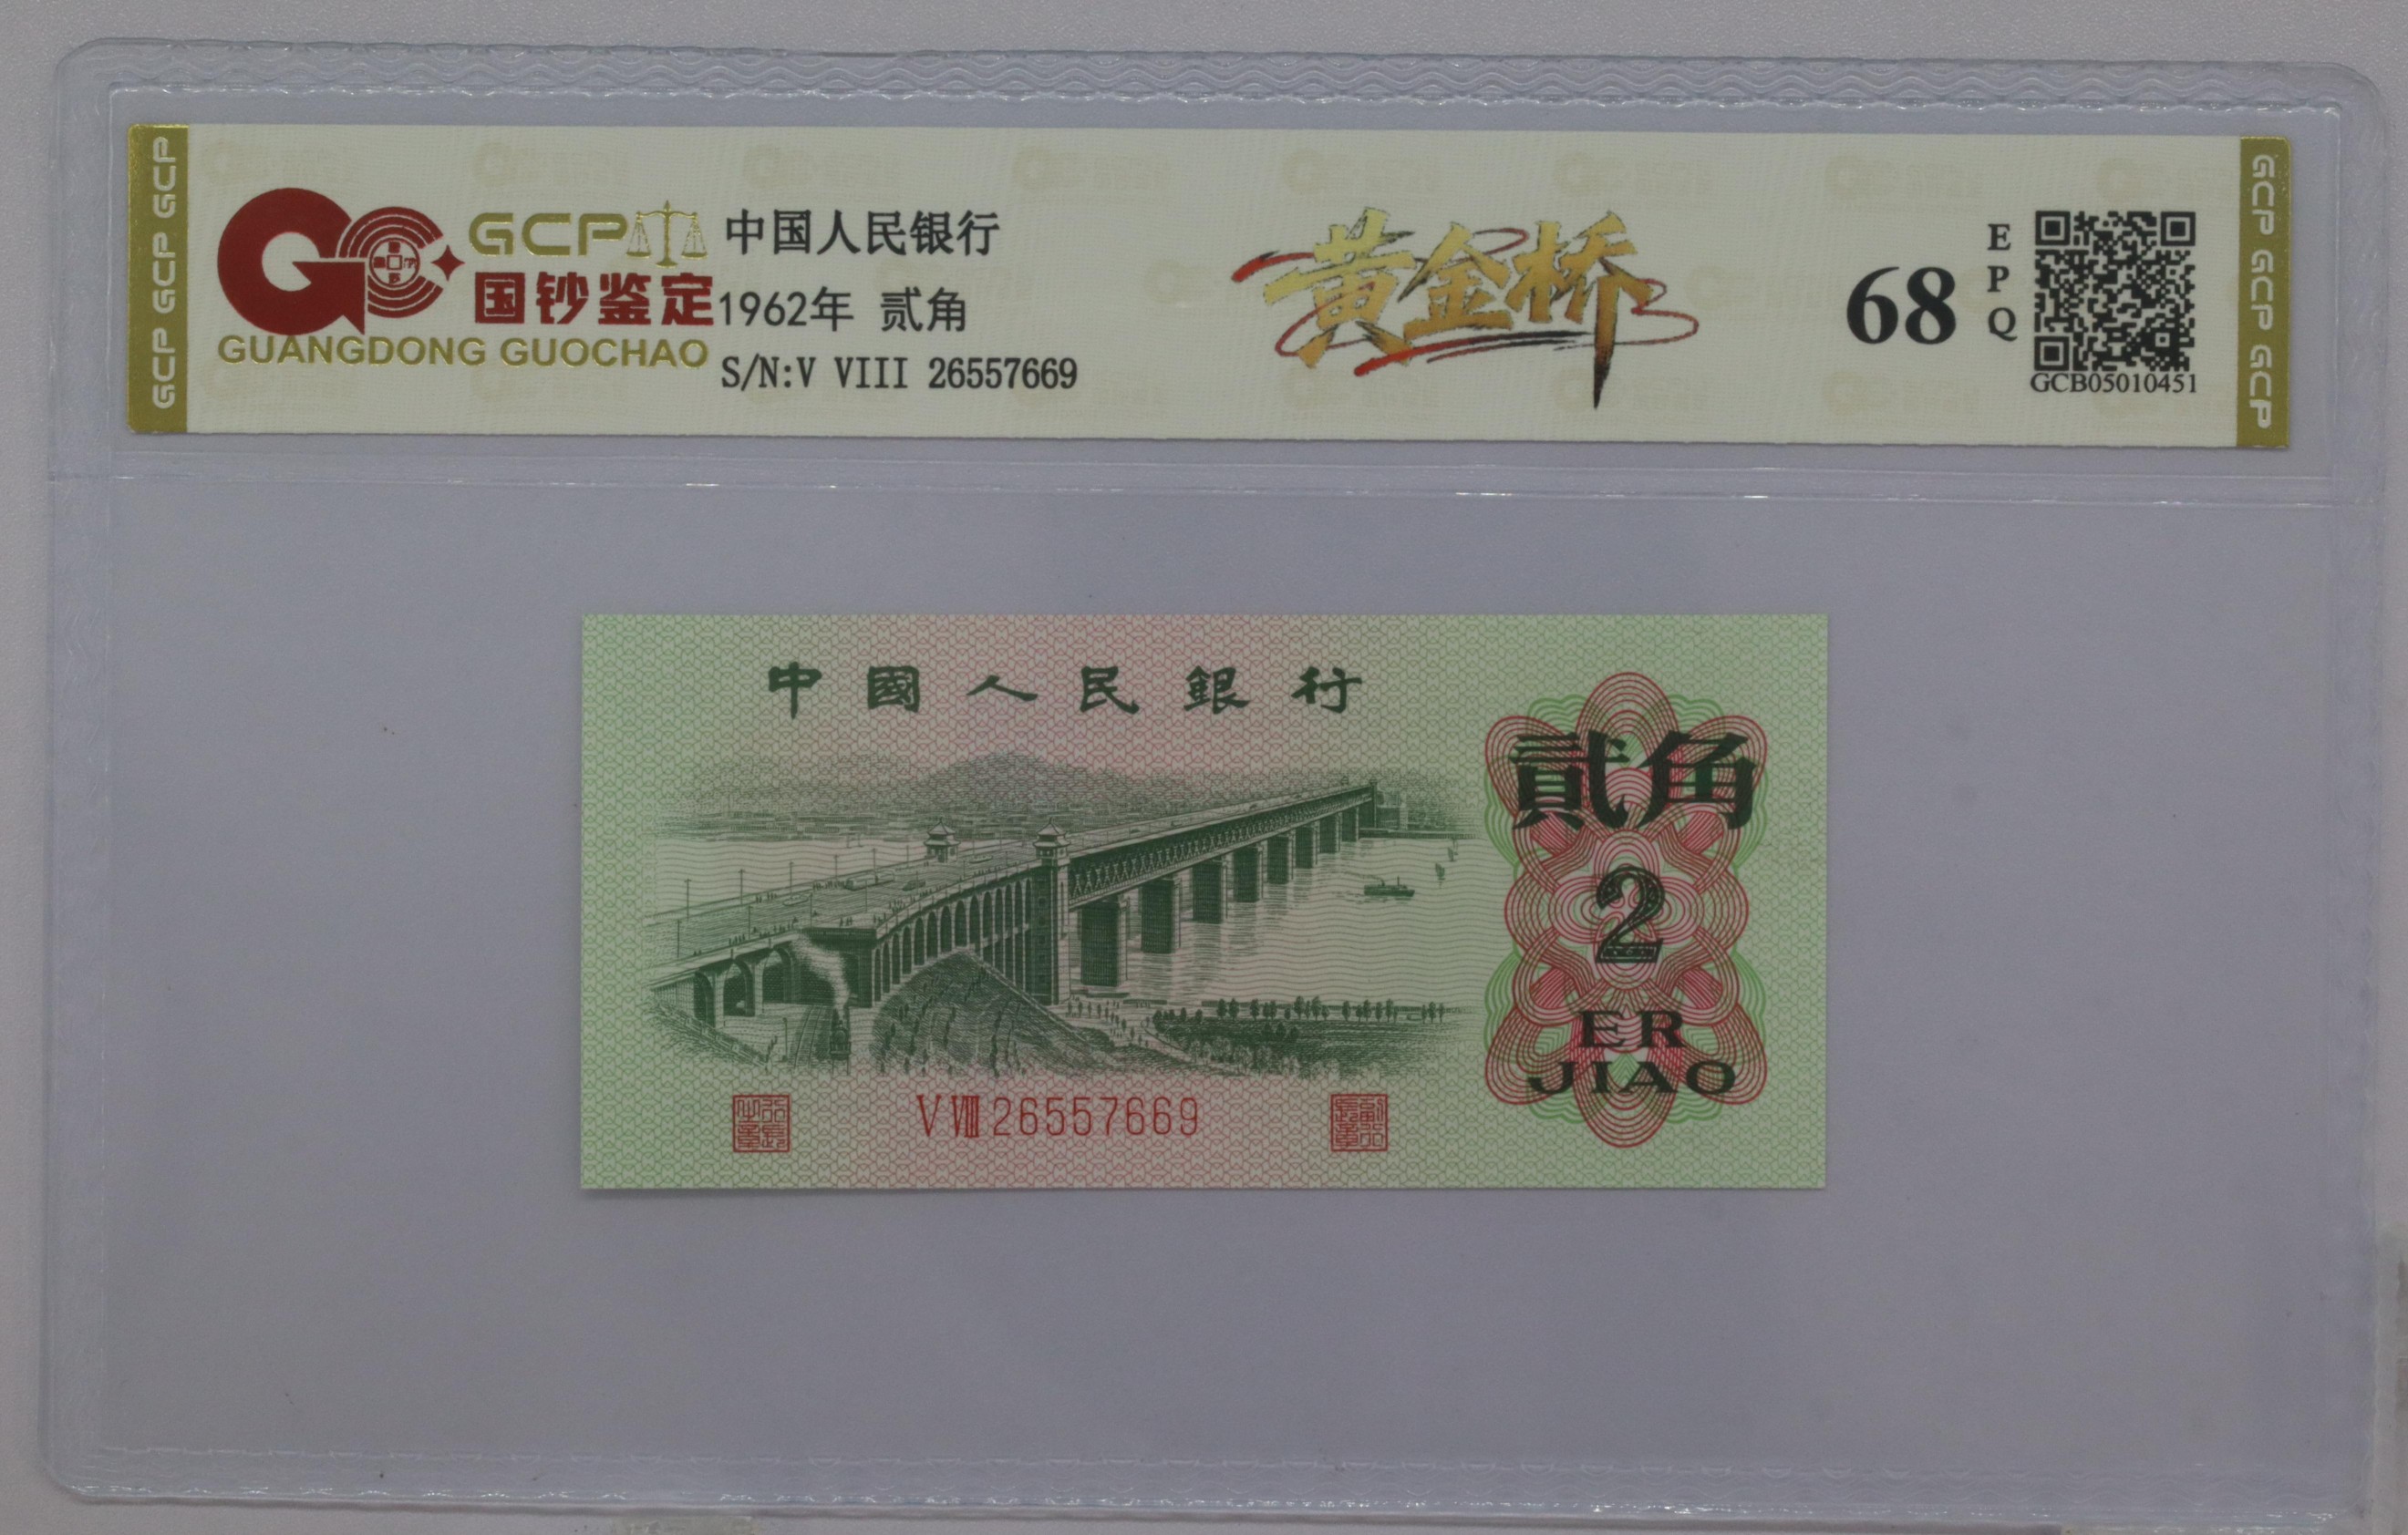 GCP GCP GCP
GCP
国钞鉴定
GUANGDONG GUOCHAO
中国人民银行
1962年 贰角
S/N:V VIII 26557669
黄金桥
68
EPQ
GCB05010451
GCP GCP GCP
中國人民銀行
貳角
2
ER
JIAO
V VIII 26557669